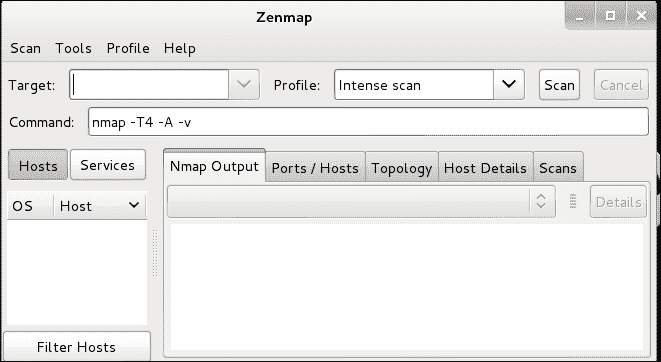 Zenmap
Scan Tools Profile Help
Target: Profile: Intense scan Scan Cancel
Command: nmap -T4 -A -v
Hosts Services Nmap Output Ports / Hosts Topology Host Details Scans
OS Host Details
Filter Hosts